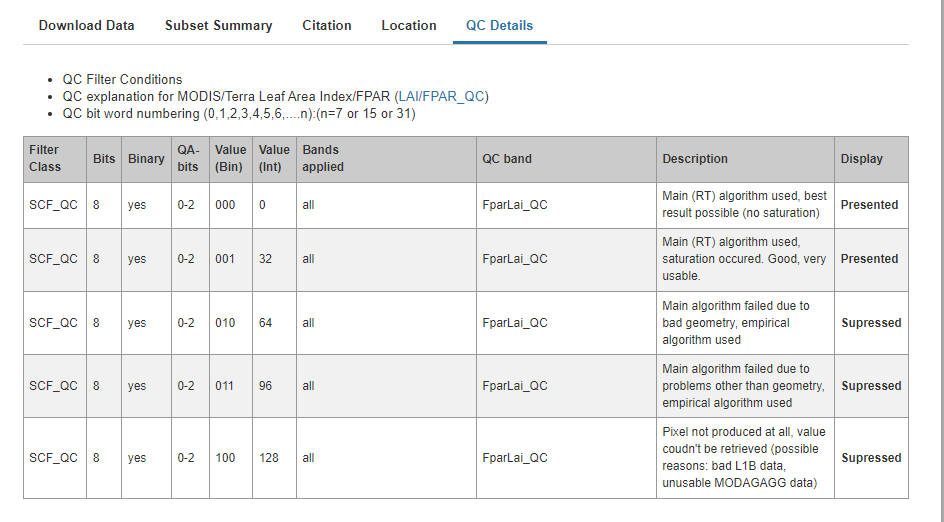 Download Data Subset Summary Citation Location QC Details
QC Filter Conditions
QC explanation for MODIS/Terra Leaf Area Index/FPAR (LAI/FPAR_QC)
QC bit word numbering (0,1,2,3,4,5,6,....n):(n=7 or 15 or 31)
Filter Class Bits Binary QA-bits Value (Bin) Value (Int) Bands applied QC band Description Display
SCF_QC 8 yes 0-2 000 0 all FparLai_QC Main (RT) algorithm used, best
result possible (no saturation) Presented
SCF_QC 8 yes 0-2 001 32 all FparLai_QC Main (RT) algorithm used,
saturation occured. Good, very
usable. Presented
SCF_QC 8 yes 0-2 010 64 all FparLai_QC Main algorithm failed due to
bad geometry, empirical
algorithm used Supressed
SCF_QC 8 yes 0-2 011 96 all FparLai_QC Main algorithm failed due to
problems other than geometry,
empirical algorithm used Supressed
SCF_QC 8 yes 0-2 100 128 all FparLai_QC Pixel not produced at all, value
coudn't be retrieved (possible
reasons: bad L1B data,
unusable MODAGAGG data) Supressed